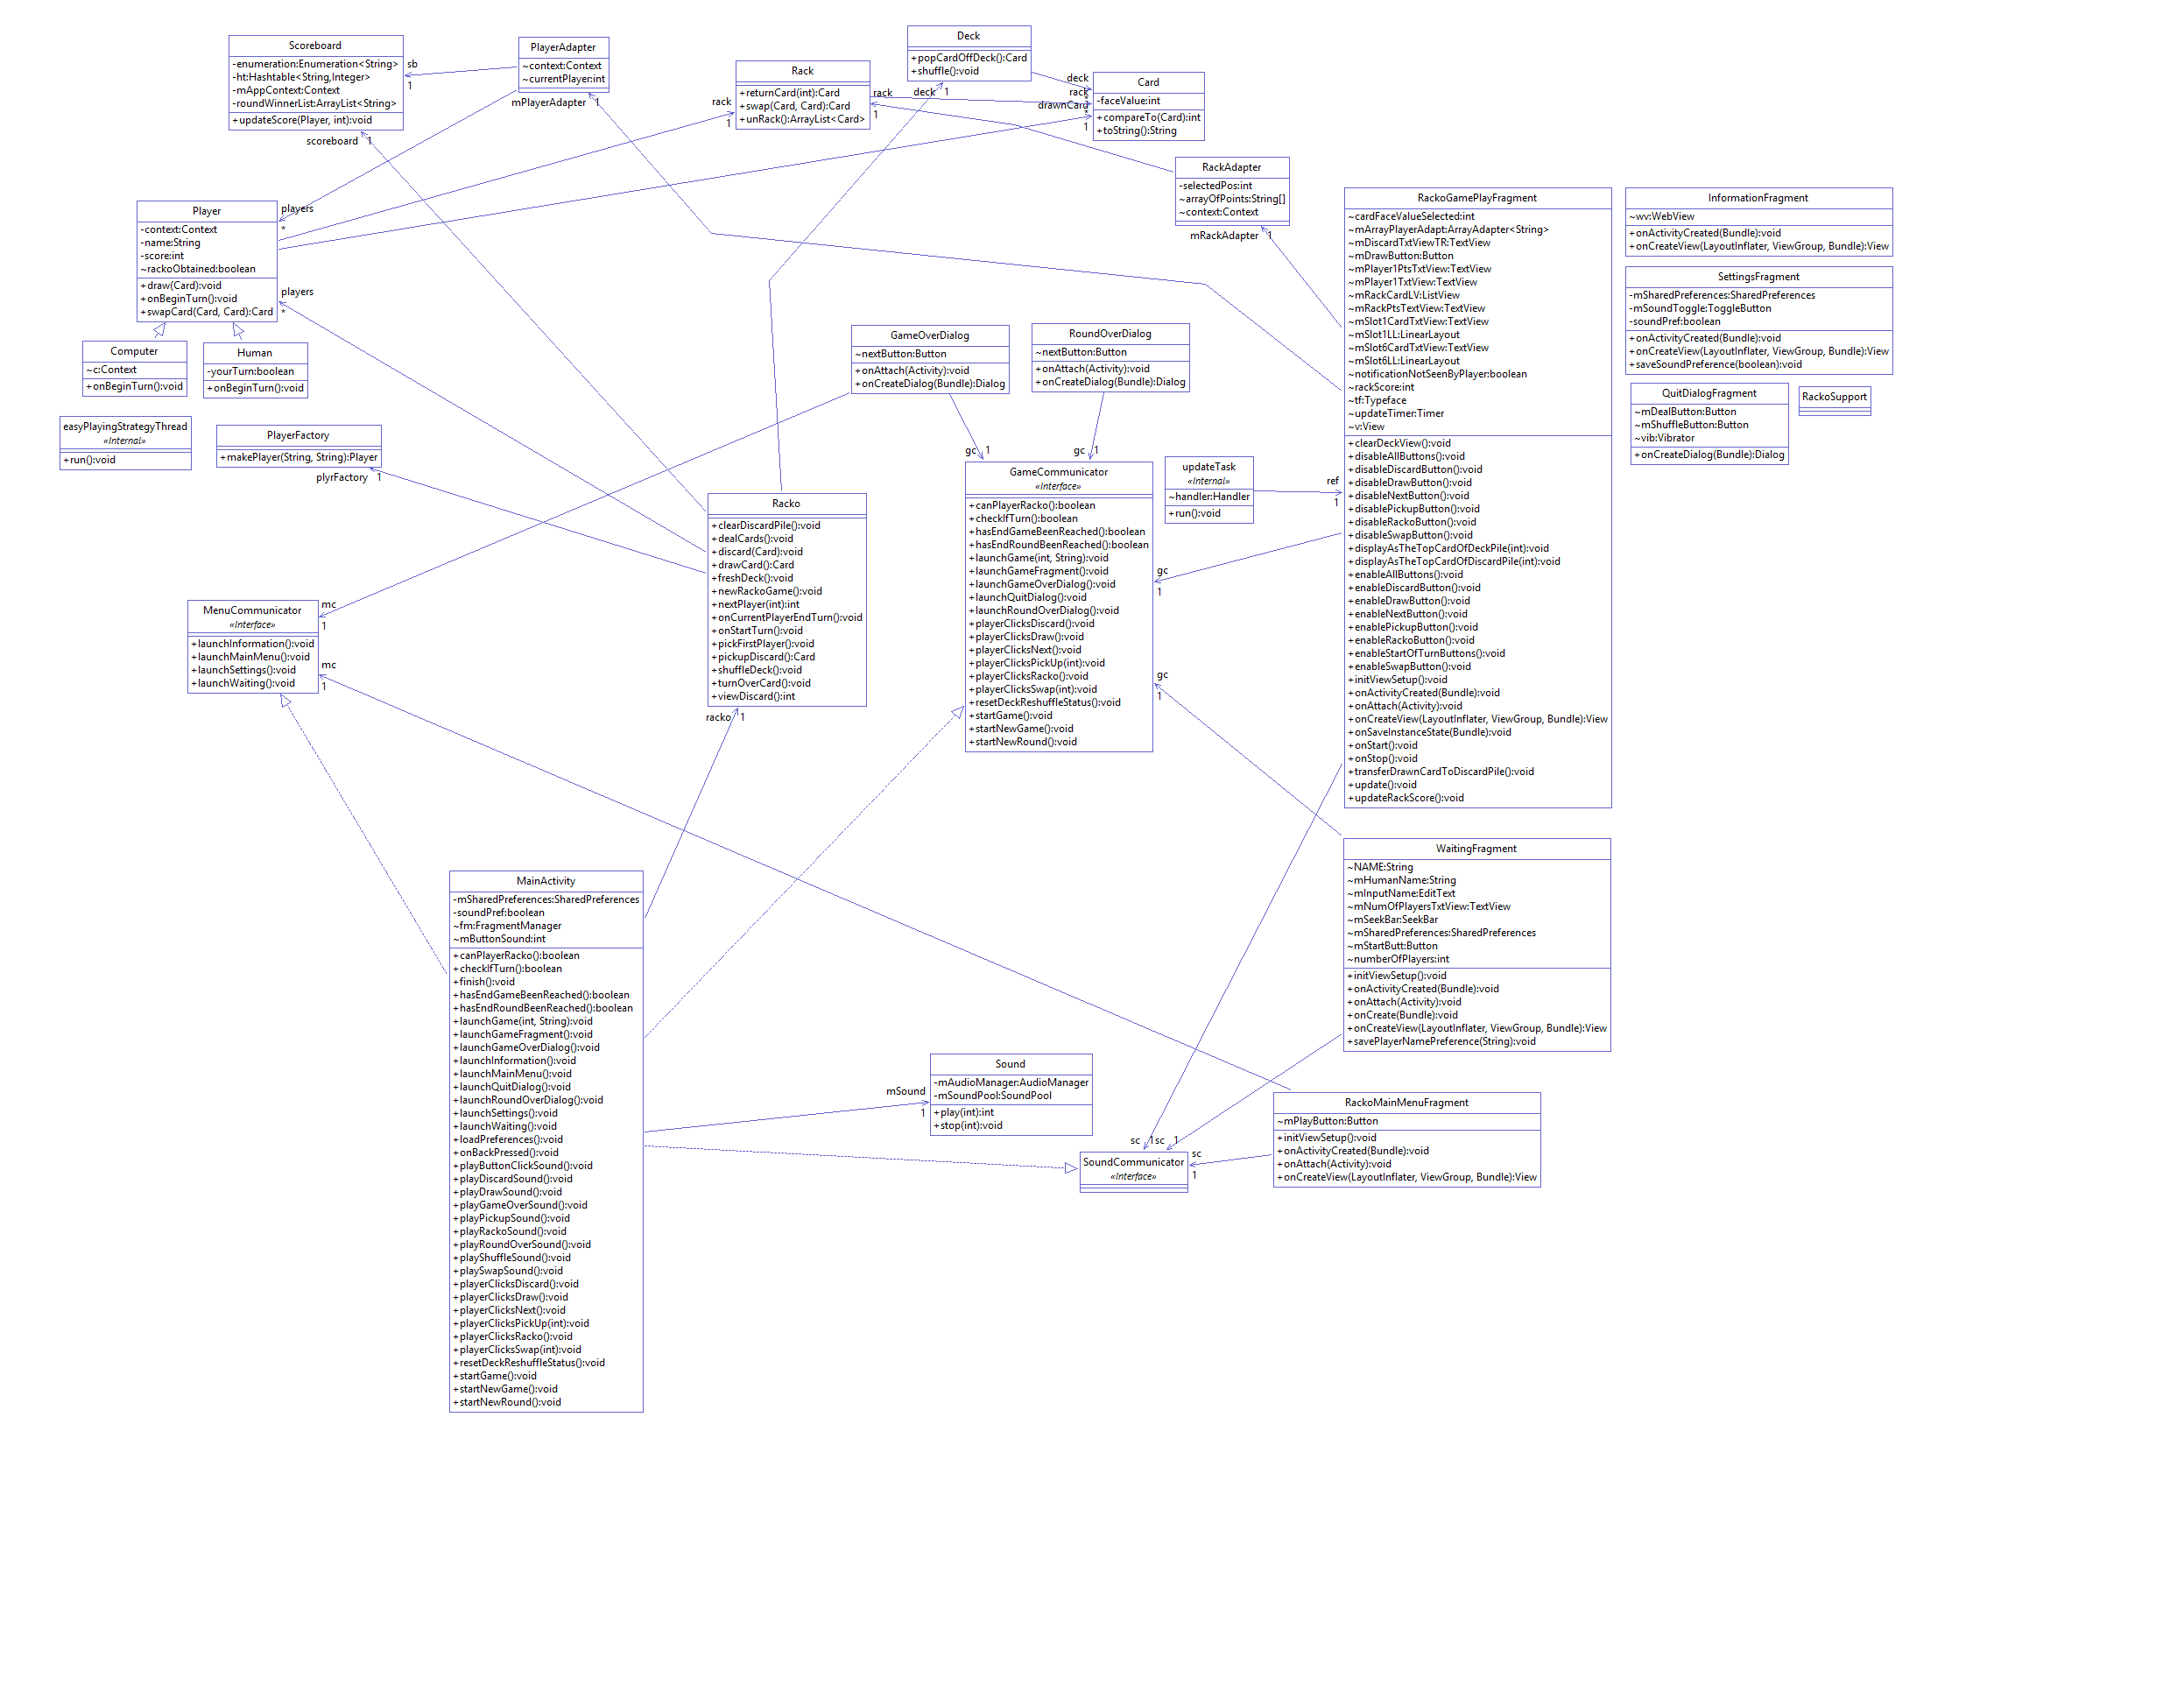 Scoreboard
-enumeration:Enumeration<String>
-ht:Hashtable<String,Integer>
-mAppContext:Context
-roundWinnerList:ArrayList<String>
+updateScore(Player, int):void
sb
1
scoreboard 1
PlayerAdapter
~context:Context
~currentPlayer:int
mPlayerAdapter 1
Rack
+returnCard(int):Card
+swap(Card, Card):Card
+unRack():ArrayList<Card>
rack
1
rack
1
Deck
+popCardOffDeck():Card
+shuffle():void
deck 1
deck
rack
*
drawnCard
*
1
Card
-faceValue:int
+compareTo(Card):int
+toString():String
RackAdapter
-selectedPos:int
~arrayOfPoints:String[]
~context:Context
mRackAdapter 1
Player
-context:Context
-name:String
-score:int
~rackoObtained:boolean
+draw(Card):void
+onBeginTurn():void
+swapCard(Card, Card):Card
players
*
players
*
Computer
~c:Context
+onBeginTurn():void
Human
-yourTurn:boolean
+onBeginTurn():void
easyPlayingStrategyThread
«Internal»
+run():void
PlayerFactory
+makePlayer(String, String):Player
plyrFactory 1
GameOverDialog
~nextButton:Button
+onAttach(Activity):void
+onCreateDialog(Bundle):Dialog
RoundOverDialog
~nextButton:Button
+onAttach(Activity):void
+onCreateDialog(Bundle):Dialog
gc 1
gc 1
RackoGamePlayFragment
~cardFaceValueSelected:int
~mArrayPlayerAdapt:ArrayAdapter<String>
~mDiscardTxtViewTR:TextView
~mDrawButton:Button
~mPlayer1PtsTxtView:TextView
~mPlayer1TxtView:TextView
~mRackCardLV:ListView
~mRackPtsTextView:TextView
~mSlot1CardTxtView:TextView
~mSlot1LL:LinearLayout
~mSlot6CardTxtView:TextView
~mSlot6LL:LinearLayout
~notificationNotSeenByPlayer:boolean
~rackScore:int
~tf:Typeface
~updateTimer:Timer
~v:View
+clearDeckView():void
+disableAllButtons():void
+disableDiscardButton():void
+disableDrawButton():void
+disableNextButton():void
+disablePickupButton():void
+disableRackoButton():void
+disableSwapButton():void
+displayAsTheTopCardOfDeckPile(int):void
+displayAsTheTopCardOfDiscardPile(int):void
+enableAllButtons():void
+enableDiscardButton():void
+enableDrawButton():void
+enableNextButton():void
+enablePickupButton():void
+enableRackoButton():void
+enableStartOfTurnButtons():void
+enableSwapButton():void
+initViewSetup():void
+onActivityCreated(Bundle):void
+onAttach(Activity):void
+onCreateView(LayoutInflater, ViewGroup, Bundle):View
+onSaveInstanceState(Bundle):void
+onStart():void
+onStop():void
+transferDrawnCardToDiscardPile():void
+update():void
+updateRackScore():void
InformationFragment
~wv:WebView
+onActivityCreated(Bundle):void
+onCreateView(LayoutInflater, ViewGroup, Bundle):View
SettingsFragment
-mSharedPreferences:SharedPreferences
-mSoundToggle:ToggleButton
-soundPref:boolean
+onActivityCreated(Bundle):void
+onCreateView(LayoutInflater, ViewGroup, Bundle):View
+saveSoundPreference(boolean):void
QuitDialogFragment
~mDealButton:Button
~mShuffleButton:Button
~vib:Vibrator
+onCreateDialog(Bundle):Dialog
RackoSupport
GameCommunicator
«Interface»
+canPlayerRacko():boolean
+checkIfTurn():boolean
+hasEndGameBeenReached():boolean
+hasEndRoundBeenReached():boolean
+launchGame(int, String):void
+launchGameFragment():void
+launchGameOverDialog():void
+launchQuitDialog():void
+launchRoundOverDialog():void
+playerClicksDiscard():void
+playerClicksDraw():void
+playerClicksNext():void
+playerClicksPickUp(int):void
+playerClicksRacko():void
+playerClicksSwap(int):void
+resetDeckReshuffleStatus():void
+startGame():void
+startNewGame():void
+startNewRound():void
updateTask
«Internal»
~handler:Handler
+run():void
ref
1
gc
1
gc
1
Racko
+clearDiscardPile():void
+dealCards():void
+discard(Card):void
+drawCard():Card
+freshDeck():void
+newRackoGame():void
+nextPlayer(int):int
+onCurrentPlayerEndTurn():void
+onStartTurn():void
+pickFirstPlayer():void
+pickupDiscard():Card
+shuffleDeck():void
+turnOverCard():void
+viewDiscard():int
racko 1
MenuCommunicator
«Interface»
+launchInformation():void
+launchMainMenu():void
+launchSettings():void
+launchWaiting():void
mc
1
mc
1
MainActivity
-mSharedPreferences:SharedPreferences
-soundPref:boolean
~fm:FragmentManager
~mButtonSound:int
+canPlayerRacko():boolean
+checkIfTurn():boolean
+finish():void
+hasEndGameBeenReached():boolean
+hasEndRoundBeenReached():boolean
+launchGame(int, String):void
+launchGameFragment():void
+launchGameOverDialog():void
+launchInformation():void
+launchMainMenu():void
+launchQuitDialog():void
+launchRoundOverDialog():void
+launchSettings():void
+launchWaiting():void
+loadPreferences():void
+onBackPressed():void
+playButtonClickSound():void
+playDiscardSound():void
+playDrawSound():void
+playGameOverSound():void
+playPickupSound():void
+playRackoSound():void
+playRoundOverSound():void
+playShuffleSound():void
+playSwapSound():void
+playerClicksDiscard():void
+playerClicksDraw():void
+playerClicksNext():void
+playerClicksPickUp(int):void
+playerClicksRacko():void
+playerClicksSwap(int):void
+resetDeckReshuffleStatus():void
+startGame():void
+startNewGame():void
+startNewRound():void
WaitingFragment
~NAME:String
~mHumanName:String
~mInputName:EditText
~mNumOfPlayersTxtView:TextView
~mSeekBar:SeekBar
~mSharedPreferences:SharedPreferences
~mStartButt:Button
~numberOfPlayers:int
+initViewSetup():void
+onActivityCreated(Bundle):void
+onAttach(Activity):void
+onCreate(Bundle):void
+onCreateView(LayoutInflater, ViewGroup, Bundle):View
+savePlayerNamePreference(String):void
mSound
1
Sound
-mAudioManager:AudioManager
-mSoundPool:SoundPool
+play(int):int
+stop(int):void
sc 1
sc 1
SoundCommunicator
«Interface»
sc
1
RackoMainMenuFragment
~mPlayButton:Button
+initViewSetup():void
+onActivityCreated(Bundle):void
+onAttach(Activity):void
+onCreateView(LayoutInflater, ViewGroup, Bundle):View